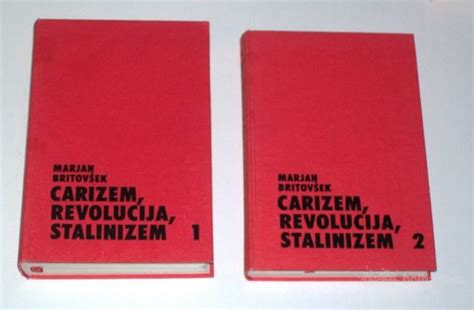 MARJAN
BRITOVŠEK
CARIZEM,
REVOLUCIJA,
STALINIZEM 1
MARJAN
BRITOVŠEK
CARIZEM,
REVOLUCIJA,
STALINIZEM 2